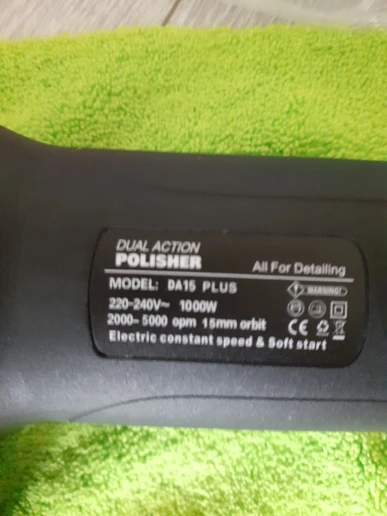 DUAL ACTION
POLISHER
All For Detailing
MODEL: DA15 PLUS
WARNING!
220-240V~ 1000W
2000-5000 opm 15mm orbit
CE
Electric constant speed & Soft start